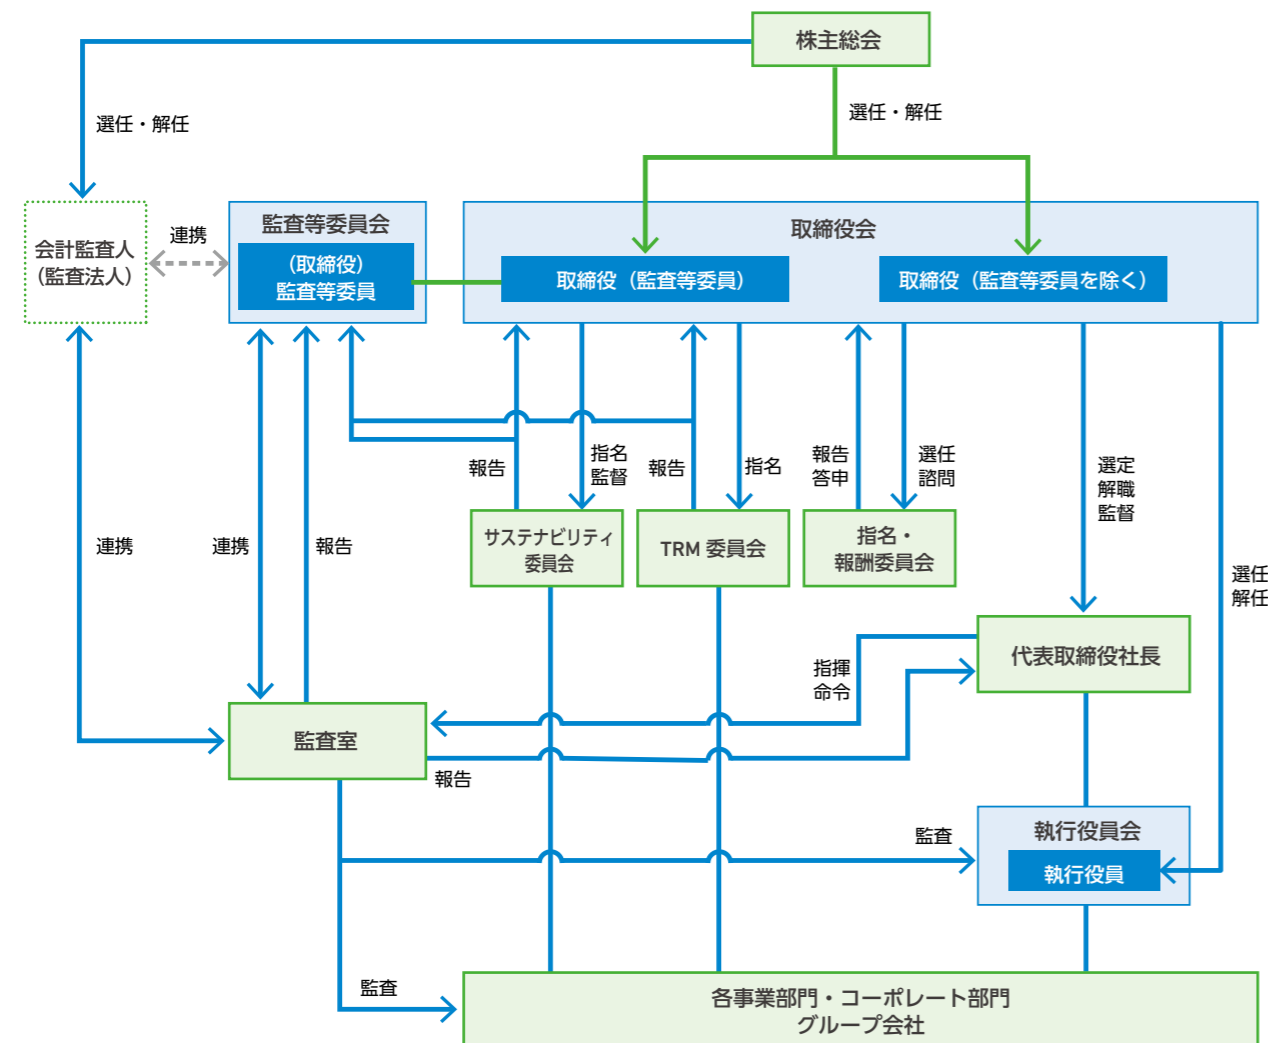 株主総会
選任・解任
選任・解任
会計監査人
（監査法人）
連携
監査等委員会
（取締役）
監査等委員
取締役会
取締役（監査等委員）
取締役（監査等委員を除く）
報告
指名
監督
報告
指名
報告
答申
選任
諮問
選定
解職
監督
選任
解任
連携
連携
報告
サステナビリティ
委員会
TRM 委員会
指名・
報酬委員会
代表取締役社長
指揮
命令
監査室
報告
監査
執行役員会
執行役員
監査
各事業部門・コーポレート部門
グループ会社